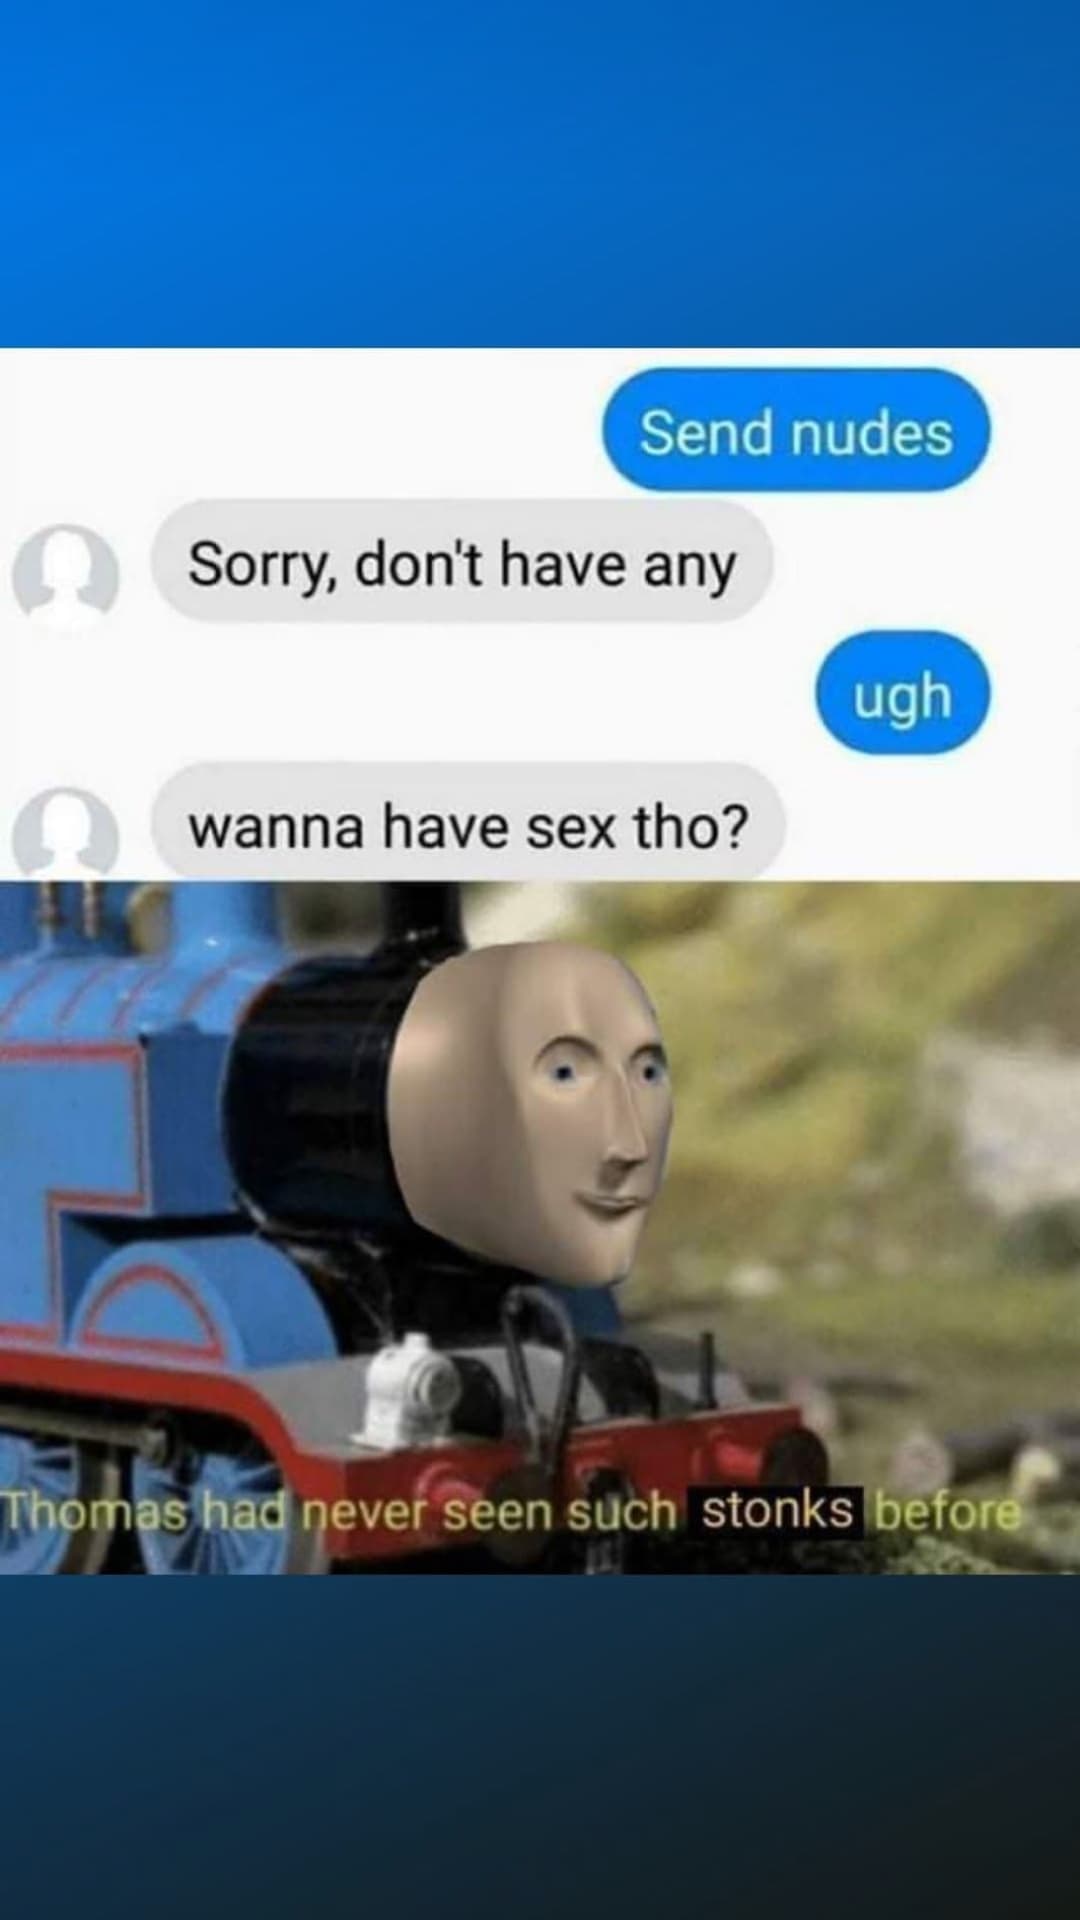 Send nudes
Sorry, don't have any
ugh
wanna have sex tho?
Thomas had never seen such stonks before